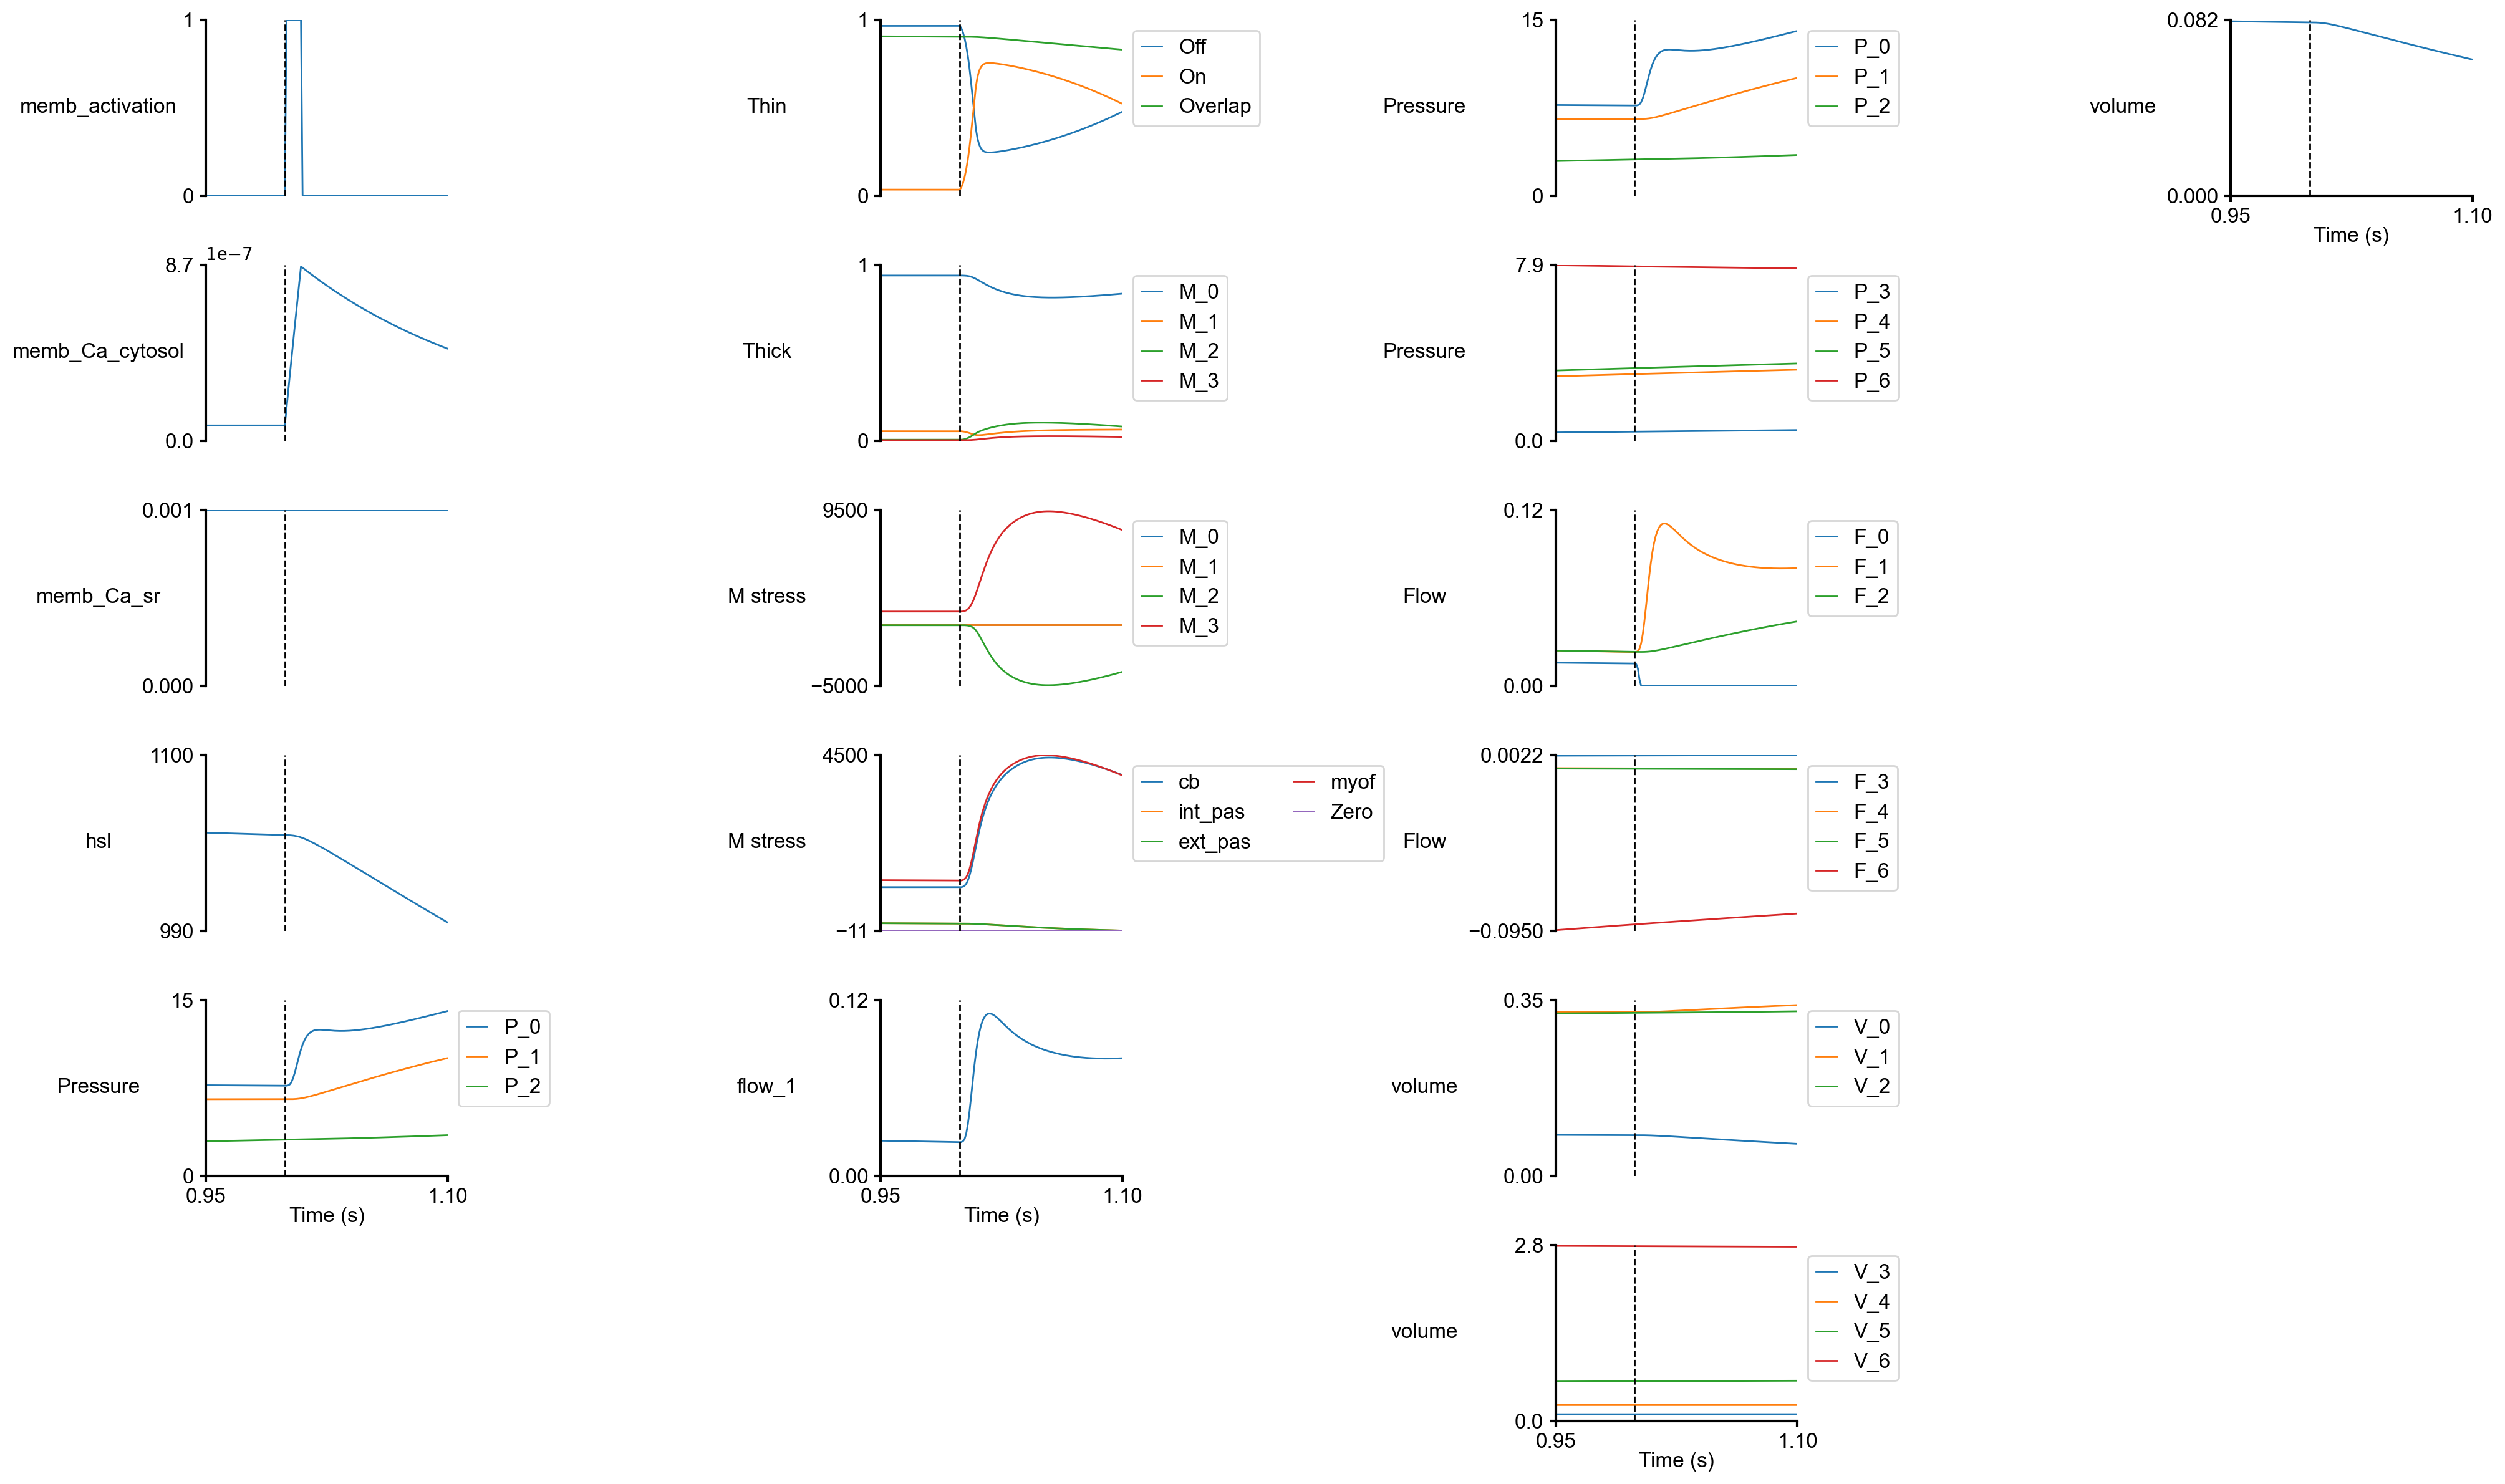 memb_activation
1
0
memb_Ca_cytosol
1e−7
8.7
0.0
memb_Ca_sr
0.001
0.000
hsl
1100
990
Pressure
15
0
0.95
1.10
Time (s)
P_0
P_1
P_2
Thin
1
0
Off
On
Overlap
Thick
1
0
M_0
M_1
M_2
M_3
M stress
9500
−5000
M_0
M_1
M_2
M_3
M stress
4500
−11
cb
int_pas
ext_pas
myof
Zero
flow_1
0.12
0.00
0.95
1.10
Time (s)
Pressure
15
0
P_0
P_1
P_2
Pressure
7.9
0.0
P_3
P_4
P_5
P_6
Flow
0.12
0.00
F_0
F_1
F_2
Flow
0.0022
−0.0950
F_3
F_4
F_5
F_6
volume
0.35
0.00
V_0
V_1
V_2
volume
2.8
0.0
0.95
1.10
Time (s)
V_3
V_4
V_5
V_6
volume
0.082
0.000
0.95
1.10
Time (s)